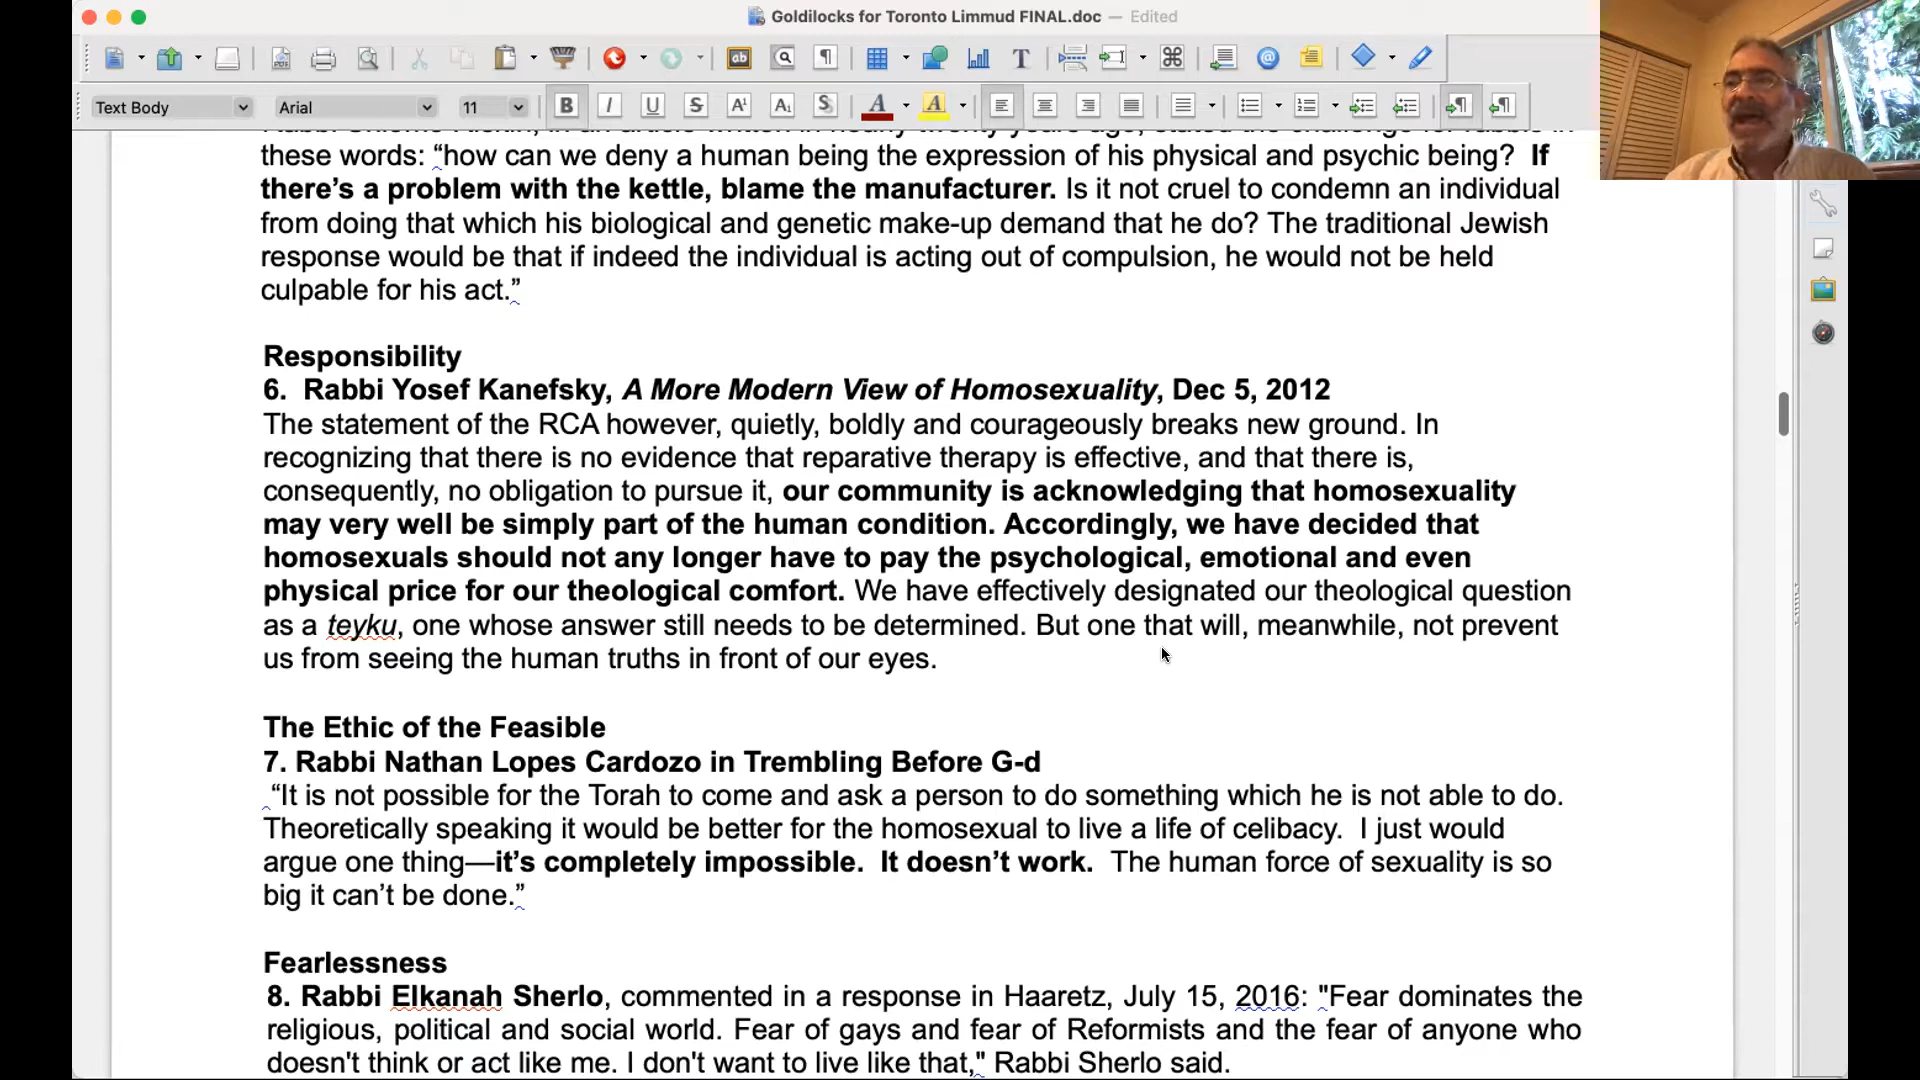 Goldilocks for Toronto Limmud FINAL.doc — Edited
Text Body
Arial
11
these words: “how can we deny a human being the expression of his physical and psychic being?  If
there’s a problem with the kettle, blame the manufacturer. Is it not cruel to condemn an individual
from doing that which his biological and genetic make-up demand that he do? The traditional Jewish
response would be that if indeed the individual is acting out of compulsion, he would not be held
culpable for his act.”
Responsibility
6.  Rabbi Yosef Kanefsky, A More Modern View of Homosexuality, Dec 5, 2012
The statement of the RCA however, quietly, boldly and courageously breaks new ground. In
recognizing that there is no evidence that reparative therapy is effective, and that there is,
consequently, no obligation to pursue it, our community is acknowledging that homosexuality
may very well be simply part of the human condition. Accordingly, we have decided that
homosexuals should not any longer have to pay the psychological, emotional and even
physical price for our theological comfort. We have effectively designated our theological question
as a teyku, one whose answer still needs to be determined. But one that will, meanwhile, not prevent
us from seeing the human truths in front of our eyes.
The Ethic of the Feasible
7. Rabbi Nathan Lopes Cardozo in Trembling Before G-d
“It is not possible for the Torah to come and ask a person to do something which he is not able to do.
Theoretically speaking it would be better for the homosexual to live a life of celibacy.  I just would
argue one thing—it’s completely impossible.  It doesn’t work.  The human force of sexuality is so
big it can’t be done.”
Fearlessness
8. Rabbi Elkanah Sherlo, commented in a response in Haaretz, July 15, 2016: "Fear dominates the
religious, political and social world. Fear of gays and fear of Reformists and the fear of anyone who
doesn't think or act like me. I don't want to live like that," Rabbi Sherlo said.